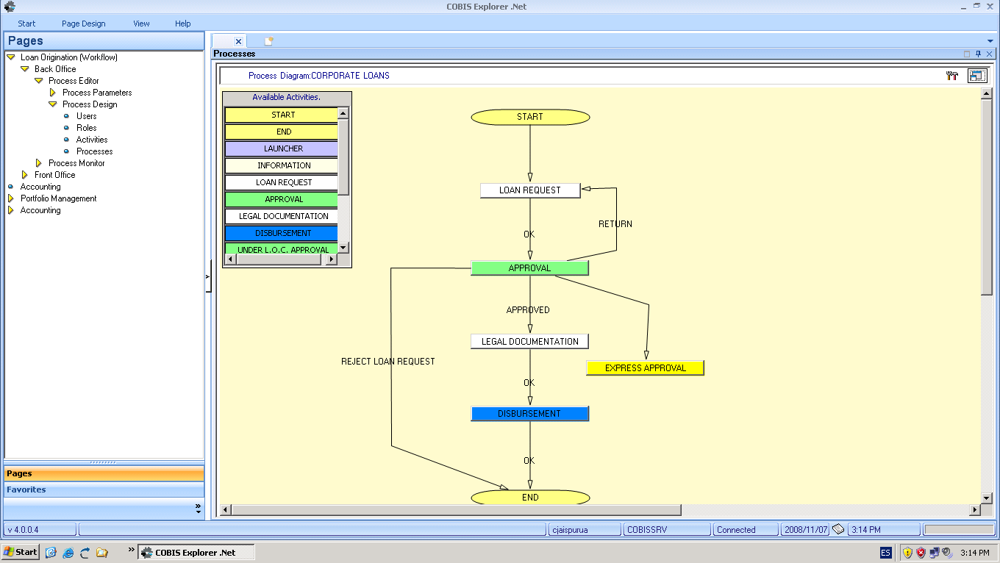 COBIS Explorer .Net
Start Page Design View Help
Pages
Loan Origination (Workflow)
Back Office
Process Editor
Process Parameters
Process Design
Users
Roles
Activities
Processes
Process Monitor
Front Office
Accounting
Portfolio Management
Accounting
Pages
Favorites
Processes
Process Diagram:CORPORATE LOANS
Available Activities.
START
END
LAUNCHER
INFORMATION
LOAN REQUEST
APPROVAL
LEGAL DOCUMENTATION
DISBURSEMENT
UNDER L.O.C. APPROVAL
START
LOAN REQUEST
RETURN
OK
APPROVAL
APPROVED
LEGAL DOCUMENTATION
REJECT LOAN REQUEST
EXPRESS APPROVAL
OK
DISBURSEMENT
OK
END
v 4.0.0.4 cjaispurua COBISSRV Connected 2008/11/07 3:14 PM
Start COBIS Explorer .Net ES 3:14 PM